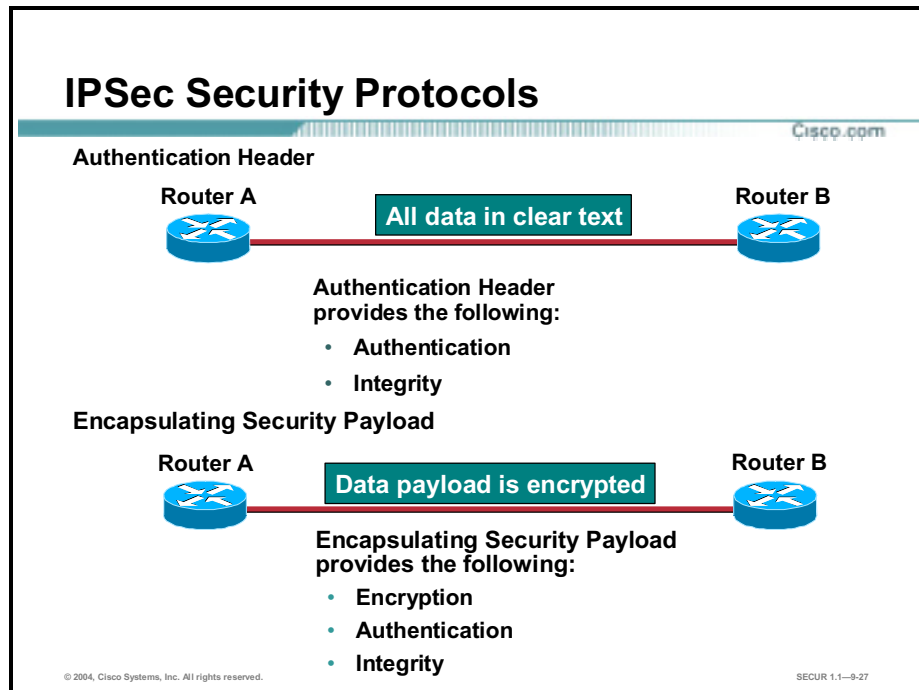 IPSec Security Protocols
Cisco.com
Authentication Header
Router A
All data in clear text
Router B
Authentication Header
provides the following:
• Authentication
• Integrity
Encapsulating Security Payload
Router A
Data payload is encrypted
Router B
Encapsulating Security Payload
provides the following:
• Encryption
• Authentication
• Integrity
© 2004, Cisco Systems, Inc. All rights reserved.
SECUR 1.1—9-27